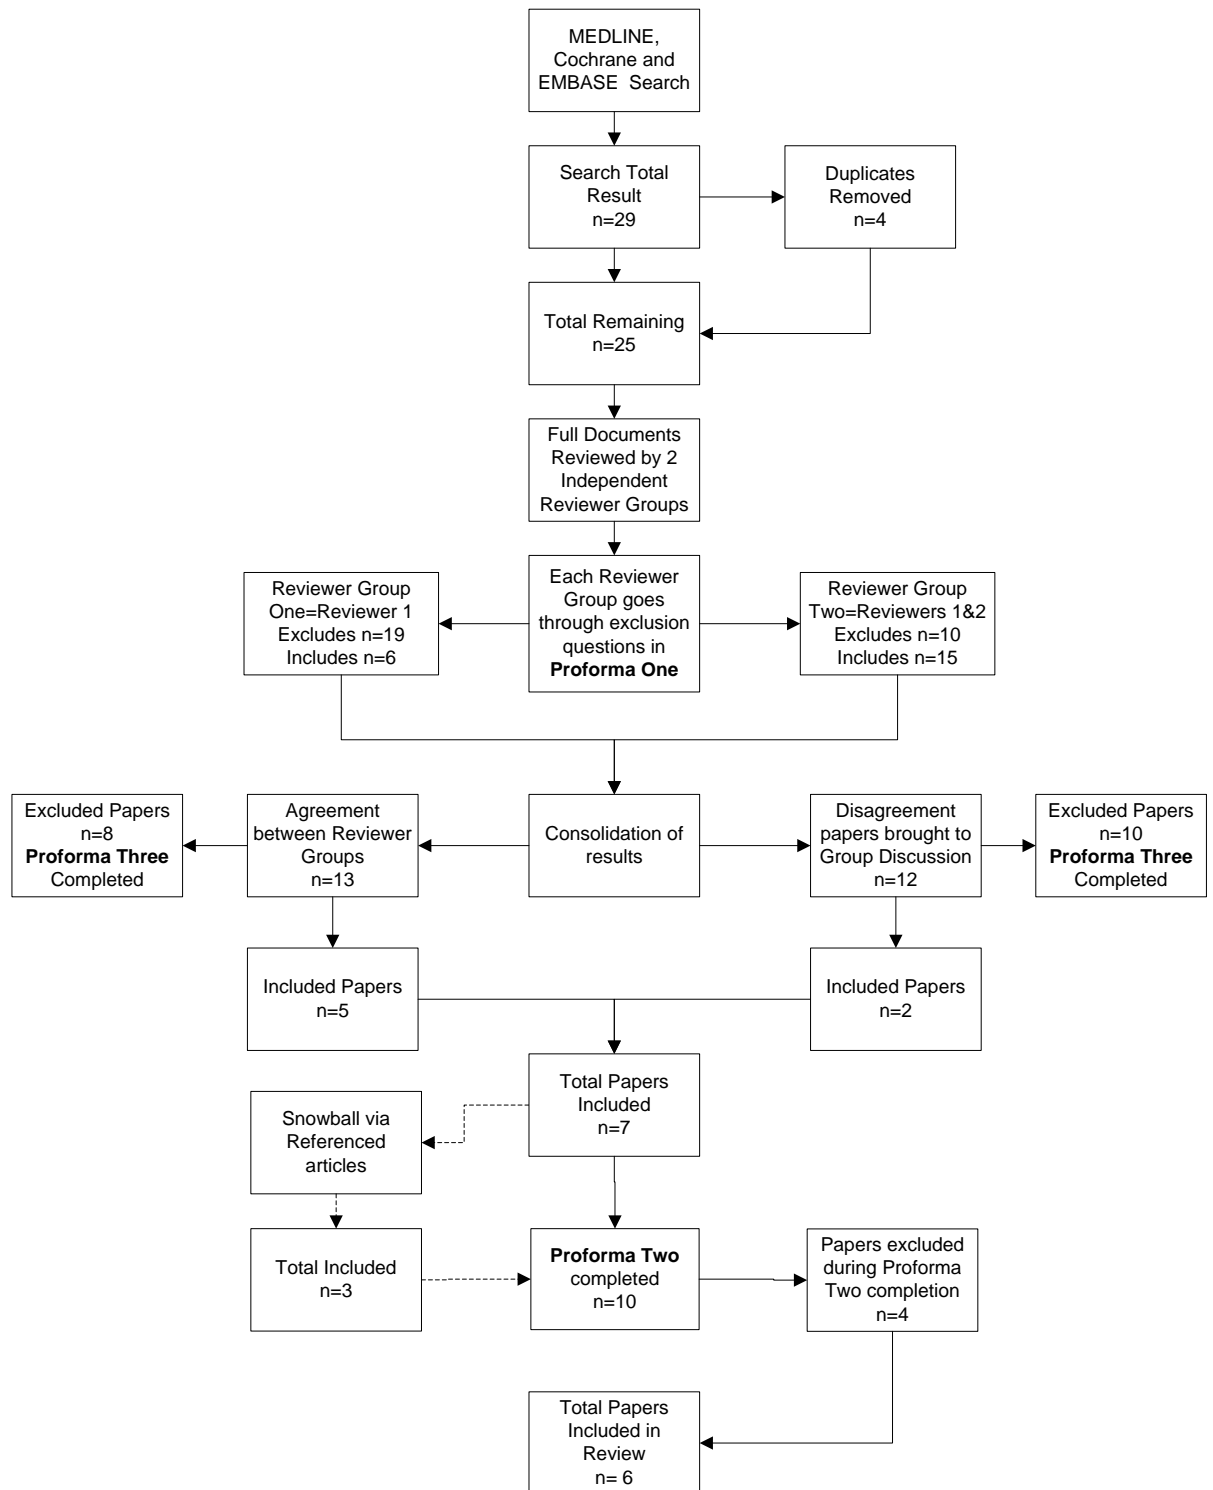 MEDLINE,
Cochrane and
EMBASE Search
Search Total
Result
n=29
Duplicates
Removed
n=4
Total Remaining
n=25
Full Documents
Reviewed by 2
Independent
Reviewer Groups
Reviewer Group
One=Reviewer 1
Excludes n=19
Includes n=6
Each Reviewer
Group goes
through exclusion
questions in
Proforma One
Reviewer Group
Two=Reviewers 1&2
Excludes n=10
Includes n=15
Excluded Papers
n=8
Proforma Three
Completed
Agreement
between Reviewer
Groups
n=13
Consolidation of
results
Disagreement
papers brought to
Group Discussion
n=12
Excluded Papers
n=10
Proforma Three
Completed
Included Papers
n=5
Included Papers
n=2
Total Papers
Included
n=7
Snowball via
Referenced
articles
Total Included
n=3
Proforma Two
completed
n=10
Papers excluded
during Proforma
Two completion
n=4
Total Papers
Included in
Review
n= 6